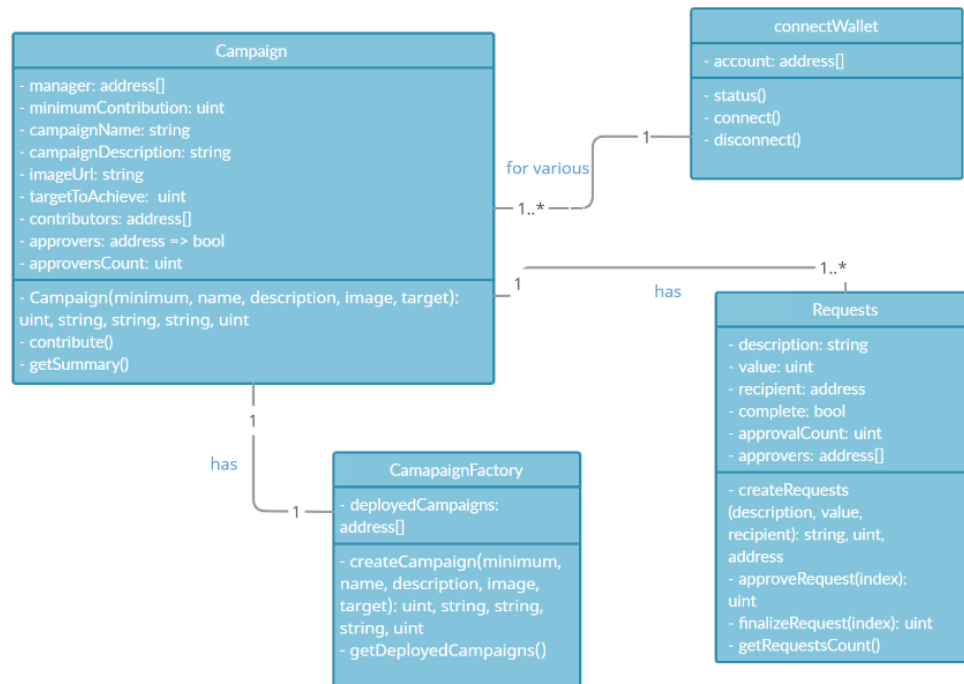 Campaign
- manager: address[]
- minimumContribution: uint
- campaignName: string
- campaignDescription: string
- imageUrl: string
- targetToAchieve:  uint
- contributors: address[]
- approvers: address => bool
- approversCount: uint
- Campaign(minimum, name, description, image, target):
uint, string, string, string, uint
- contribute()
- getSummary()
connectWallet
- account: address[]
- status()
- connect()
- disconnect()
1
for various
1..*
1
1..*
has
Requests
- description: string
- value: uint
- recipient: address
- complete: bool
- approvalCount: uint
- approvers: address[]
- createRequests
(description, value,
recipient): string, uint,
address
- approveRequest(index):
uint
- finalizeRequest(index): uint
- getRequestsCount()
1
has
1
CamapaignFactory
- deployedCampaigns:
address[]
- createCampaign(minimum,
name, description, image,
target): uint, string, string,
string, uint
- getDeployedCampaigns()